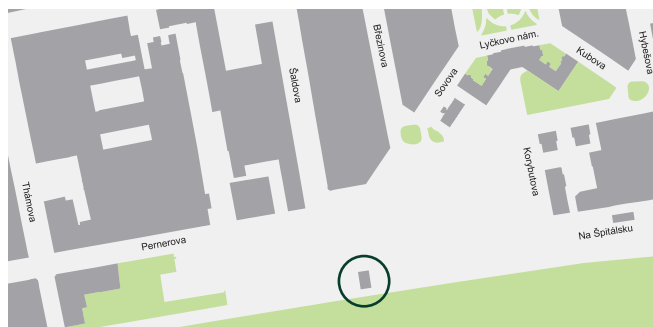 Lyčkovo nám.
Březinova
Hybešova
Kubova
Šaldova
Sovova
Korybutova
Thámova
Pernerova
Na Špitálsku